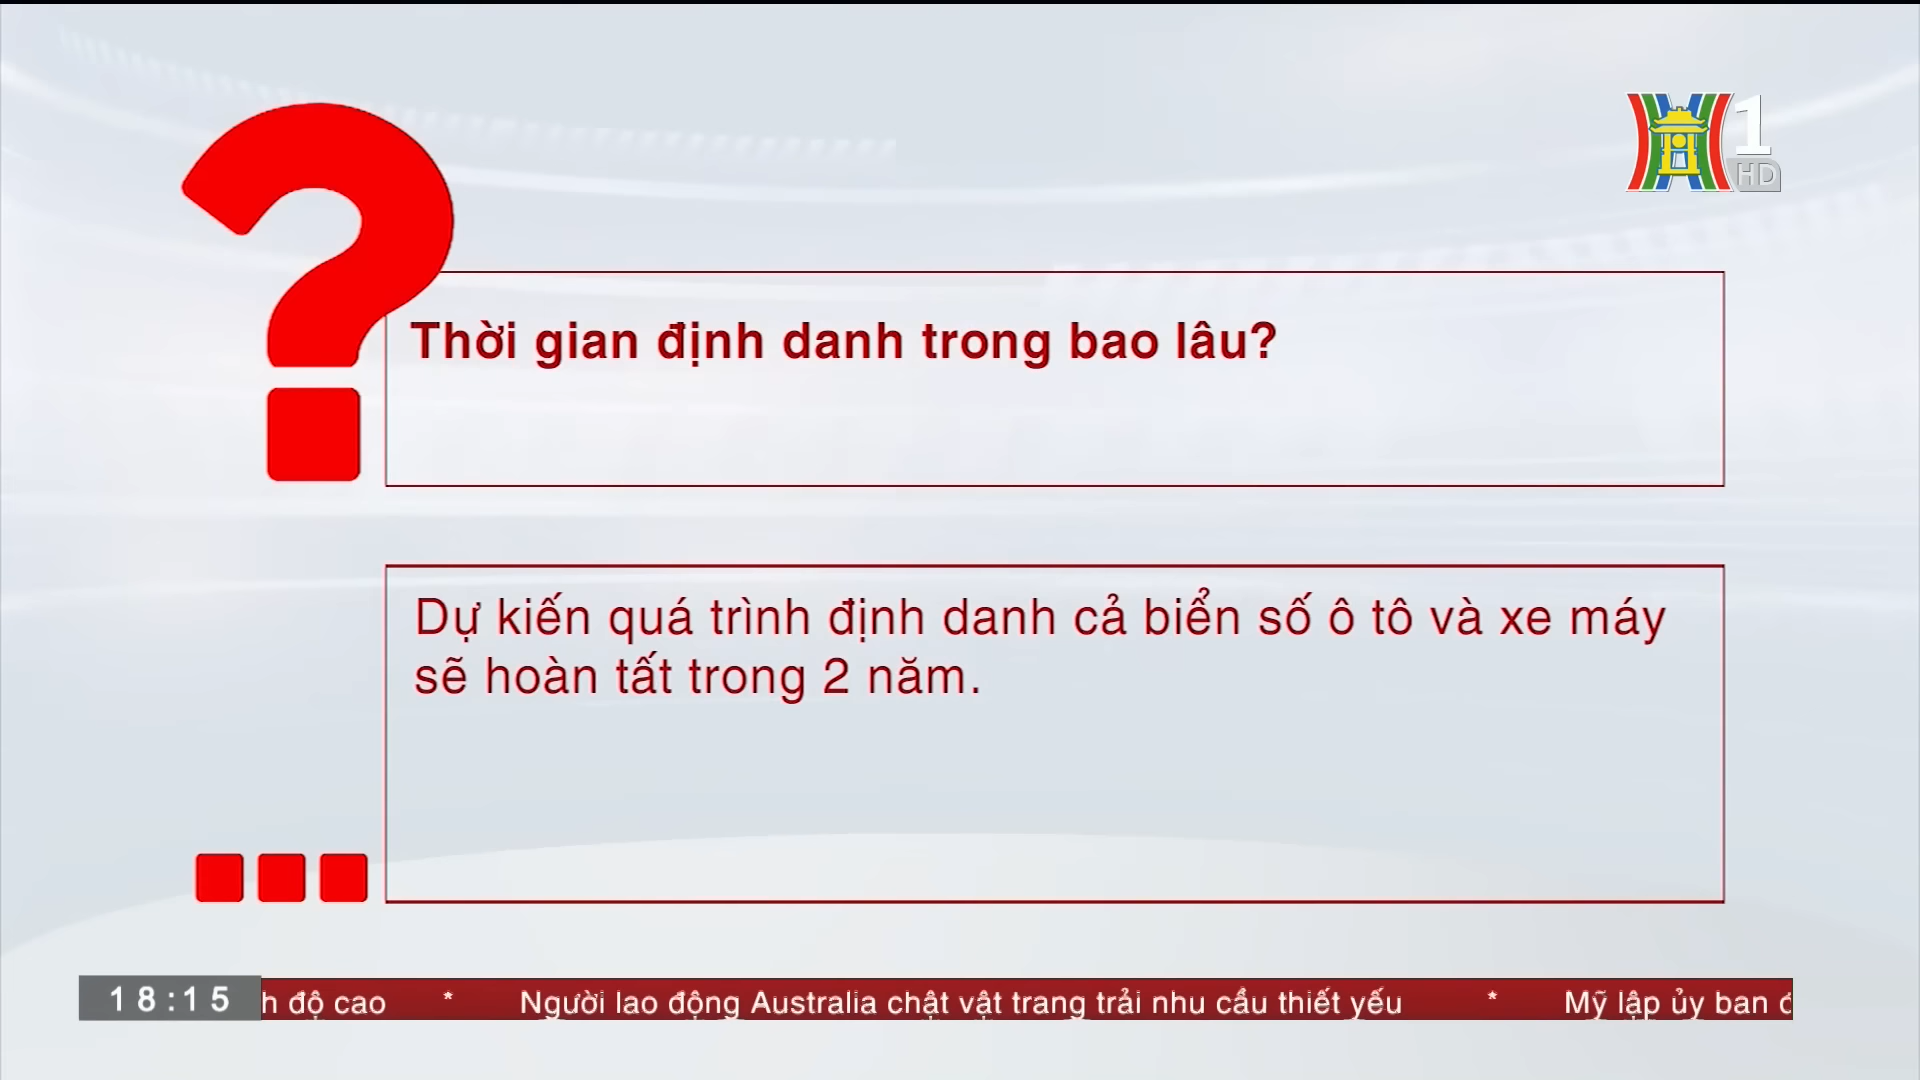 1
HD
Thời gian định danh trong bao lâu?
Dự kiến quá trình định danh cả biển số ô tô và xe máy
sẽ hoàn tất trong 2 năm.
18:15 h độ cao * Người lao động Australia chật vật trang trải nhu cầu thiết yếu * Mỹ lập ủy ban